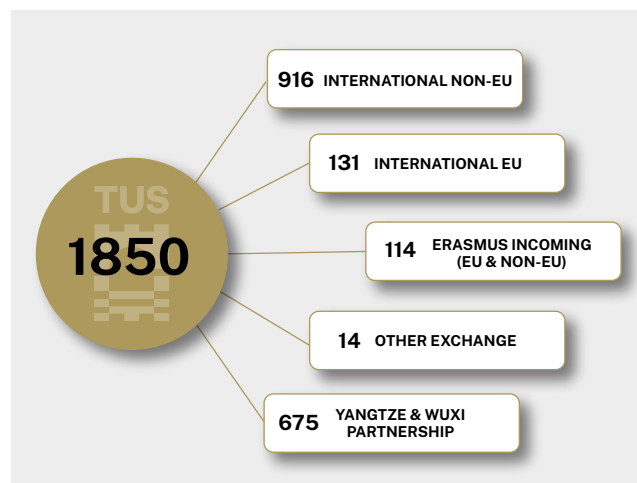 TUS
1850
916 INTERNATIONAL NON-EU
131 INTERNATIONAL EU
114 ERASMUS INCOMING
(EU & NON-EU)
14 OTHER EXCHANGE
675 YANGTZE & WUXI
PARTNERSHIP